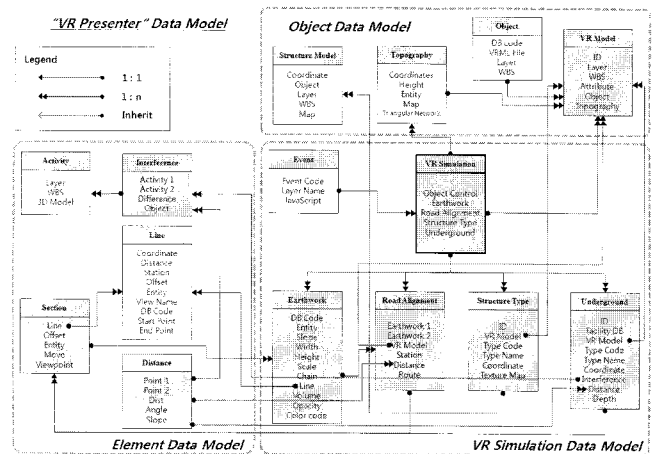 "VR Presenter" Data Model
Legend
1 : 1
1 : n
Inherit
Object Data Model
Structure Model
Coordinate
Object
Layer
WBS
Map
Topography
Coordinates
Height
Entity
Map
Triangular Network
Object
DB code
VRML File
Layer
WBS
VR Model
ID
Layer
WBS
Attribute
Object
Topography
Activity
Layer
WBS
3D Model
Interference
Activity 1
Activity 2
Difference
Object
Line
Coordinate
Distance
Station
Offset
Entity
View Name
DB Code
Start Point
End Point
Section
Line
Offset
Entity
Move
Viewpoint
Distance
Point 1
Point 2
Dist
Angle
Slope
Element Data Model
Event
Event Code
Layer Name
JavaScript
VR Simulation
Object Control
Earthwork
Road Alignment
Structure Type
Underground
Earthwork
DB Code
Entity
Slope
Width
Height
Scale
Chain
Line
Volume
Opacity
Color code
Road Alignment
Earthwork 1
Earthwork 2
VR Model
Station
Distance
Route
Structure Type
ID
VR Model
Type Code
Type Name
Coordinate
Texture Map
Underground
ID
Facility DB
VR Model
Type Code
Type Name
Coordinate
Interference
Distance
Depth
VR Simulation Data Model